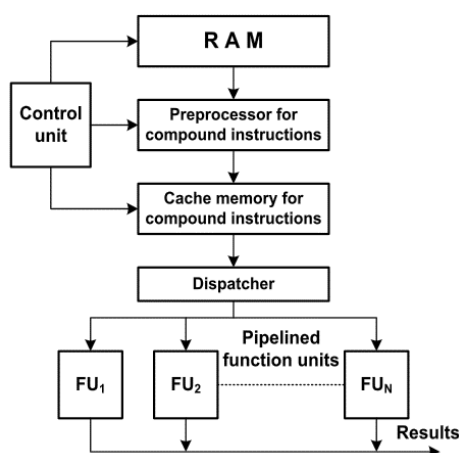 R A M
Control
unit
Preprocessor for
compound instructions
Cache memory for
compound instructions
Dispatcher
Pipelined
function units
FU₁
FU₂
FUₙ
Results